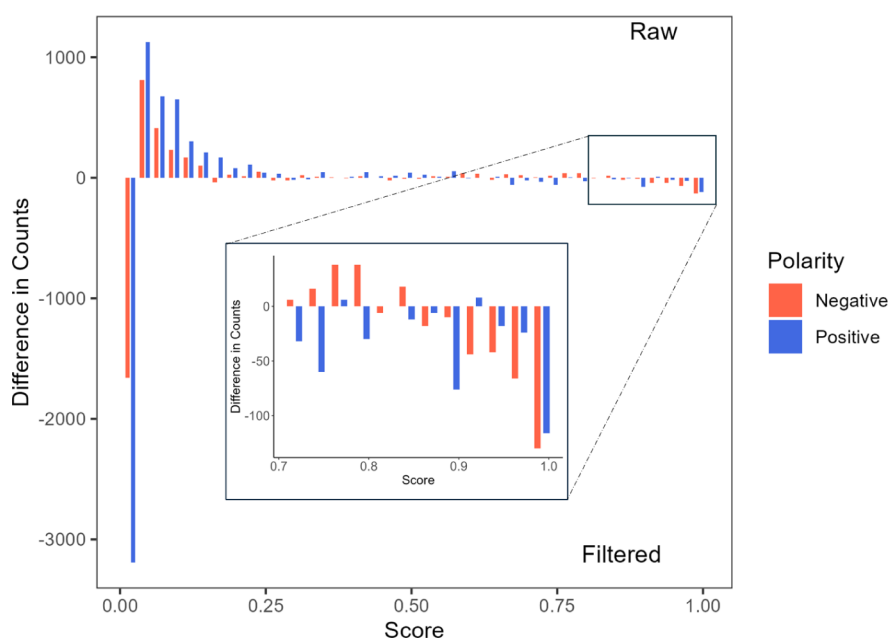 Raw
1000
0
-1000
-2000
-3000
Difference in Counts
0.00 0.25 0.50 0.75 1.00
Score
Filtered
0
-50
-100
Difference in Counts
0.7 0.8 0.9 1.0
Score
Polarity
Negative
Positive